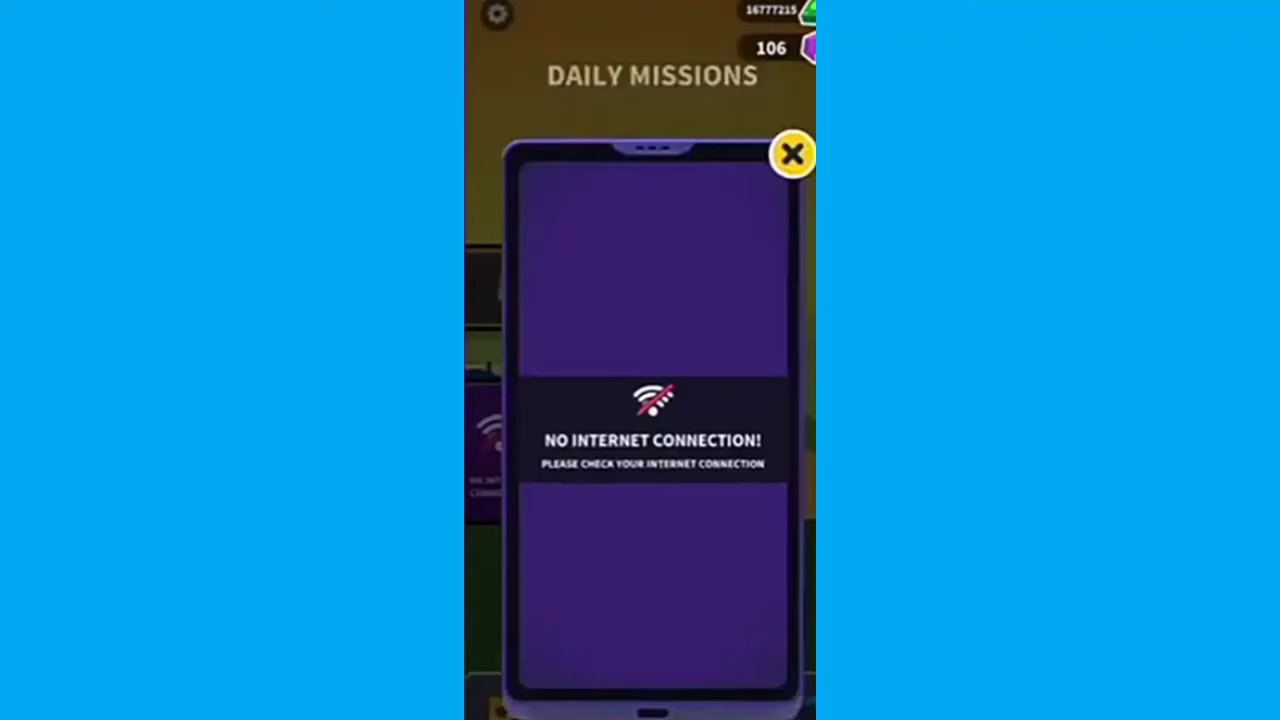 16777215
106
DAILY MISSIONS
NO INTERNET CONNECTION!
PLEASE CHECK YOUR INTERNET CONNECTION